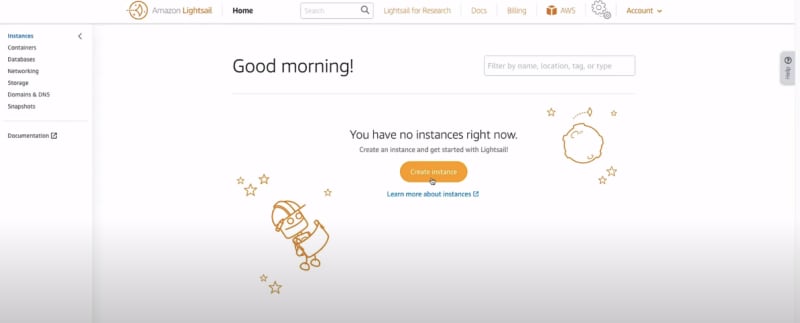 Amazon Lightsail
Home
Search
Lightsail for Research
Docs
Billing
AWS
Account
Instances
Containers
Databases
Networking
Storage
Domains & DNS
Snapshots
Documentation
Good morning!
Filter by name, location, tag, or type
Help
You have no instances right now.
Create an instance and get started with Lightsail!
Create instance
Learn more about instances